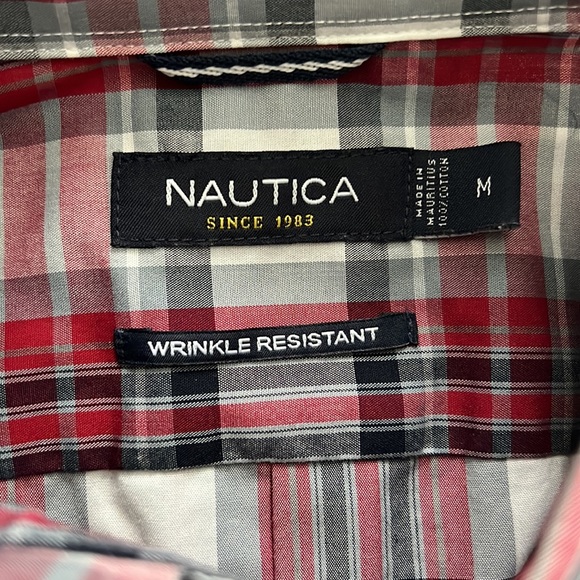 NAUTICA
SINCE 1983
MADE IN
MAURITIUS
100% COTTON
M
WRINKLE RESISTANT